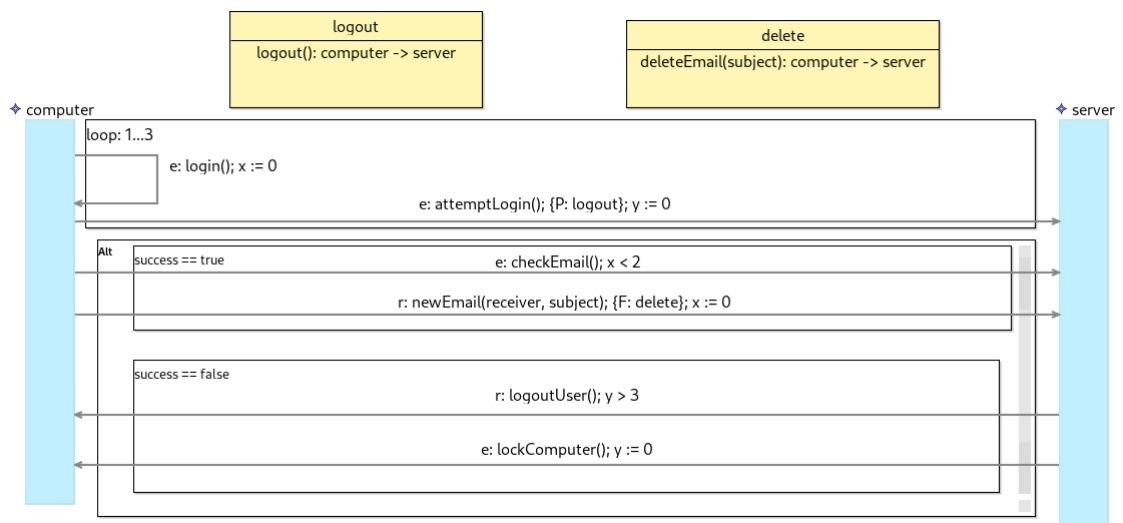 logout
logout(): computer -> server
delete
deleteEmail(subject): computer -> server
computer
server
loop: 1...3
e: login(); x := 0
e: attemptLogin(); {P: logout}; y := 0
Alt
success == true
e: checkEmail(); x < 2
r: newEmail(receiver, subject); {F: delete}; x := 0
success == false
r: logoutUser(); y > 3
e: lockComputer(); y := 0